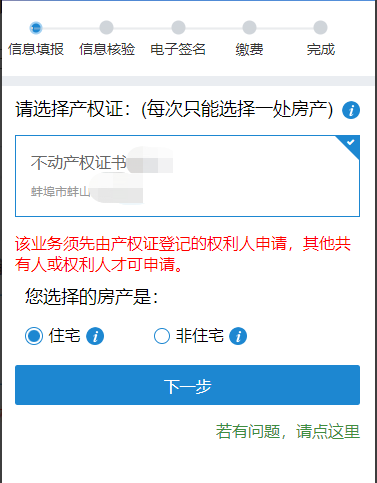 信息填报 信息核验 电子签名 缴费 完成
请选择产权证：(每次只能选择一处房产)
不动产权证书
蚌埠市蚌山
该业务须先由产权证登记的权利人申请，其他共
有人或权利人才可申请。
您选择的房产是：
住宅 非住宅
下一步
若有问题，请点这里